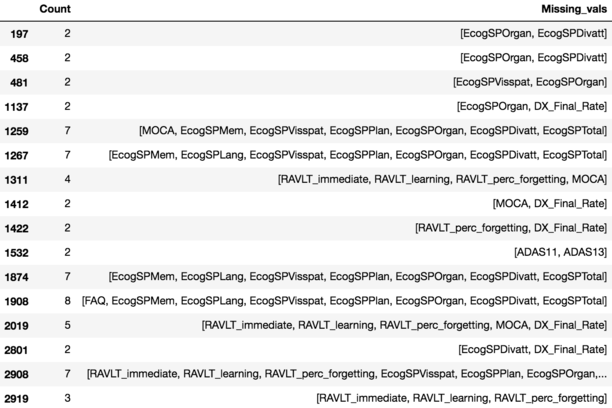 Count Missing_vals
197 2 [EcogSPOrgan, EcogSPDivatt]
458 2 [EcogSPOrgan, EcogSPDivatt]
481 2 [EcogSPVisspat, EcogSPOrgan]
1137 2 [EcogSPOrgan, DX_Final_Rate]
1259 7 [MOCA, EcogSPMem, EcogSPVisspat, EcogSPPlan, EcogSPOrgan, EcogSPDivatt, EcogSPTotal]
1267 7 [EcogSPMem, EcogSPLang, EcogSPVisspat, EcogSPPlan, EcogSPOrgan, EcogSPDivatt, EcogSPTotal]
1311 4 [RAVLT_immediate, RAVLT_learning, RAVLT_perc_forgetting, MOCA]
1412 2 [MOCA, DX_Final_Rate]
1422 2 [RAVLT_perc_forgetting, DX_Final_Rate]
1532 2 [ADAS11, ADAS13]
1874 7 [EcogSPMem, EcogSPLang, EcogSPVisspat, EcogSPPlan, EcogSPOrgan, EcogSPDivatt, EcogSPTotal]
1908 8 [FAQ, EcogSPMem, EcogSPLang, EcogSPVisspat, EcogSPPlan, EcogSPOrgan, EcogSPDivatt, EcogSPTotal]
2019 5 [RAVLT_immediate, RAVLT_learning, RAVLT_perc_forgetting, MOCA, DX_Final_Rate]
2801 2 [EcogSPDivatt, DX_Final_Rate]
2908 7 [RAVLT_immediate, RAVLT_learning, RAVLT_perc_forgetting, EcogSPVisspat, EcogSPPlan, EcogSPOrgan,...
2919 3 [RAVLT_immediate, RAVLT_learning, RAVLT_perc_forgetting]